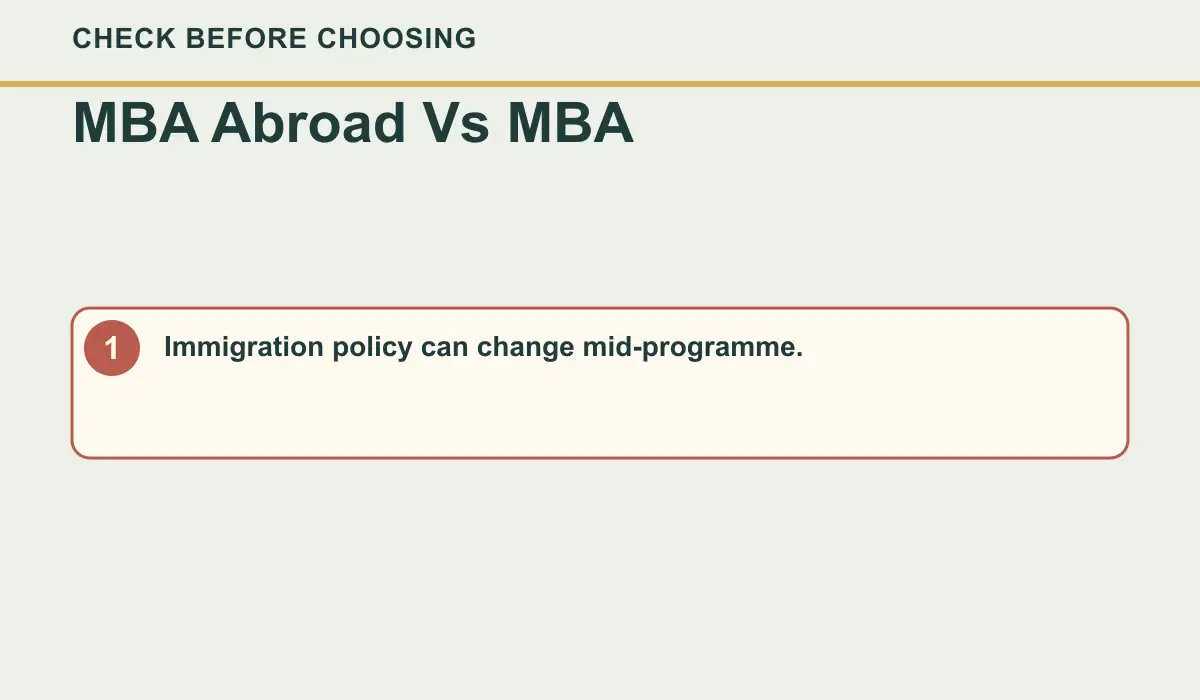 CHECK BEFORE CHOOSING
MBA Abroad Vs MBA
1 Immigration policy can change mid-programme.